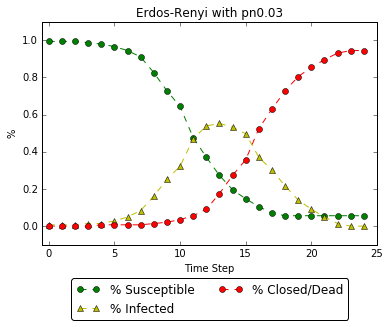 Erdos-Renyi with pn0.03
1.0
0.8
0.6
0.4
0.2
0.0
%
0 5 10 15 20 25
Time Step
% Susceptible % Closed/Dead
% Infected